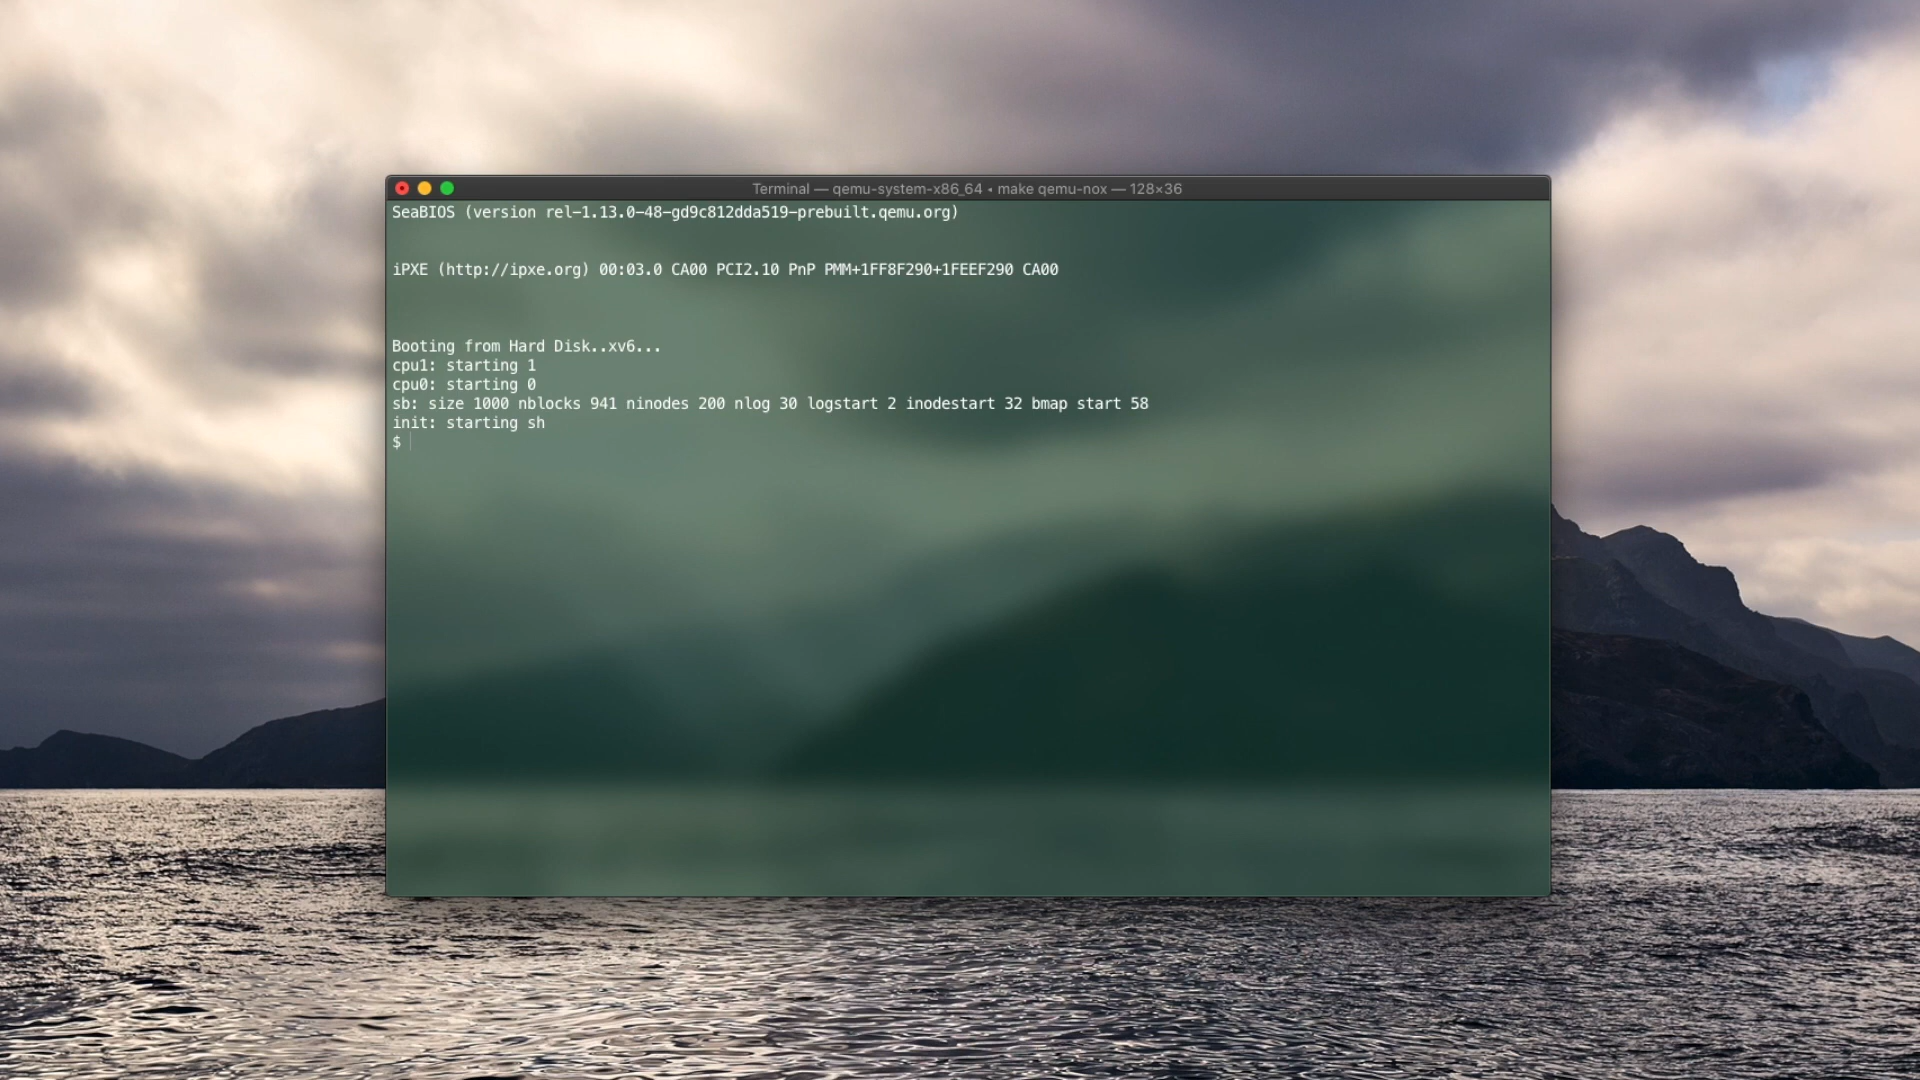 Terminal — qemu-system-x86_64 ◂ make qemu-nox — 128×36
SeaBIOS (version rel-1.13.0-48-gd9c812dda519-prebuilt.qemu.org)
iPXE (http://ipxe.org) 00:03.0 CA00 PCI2.10 PnP PMM+1FF8F290+1FEEF290 CA00
Booting from Hard Disk..xv6...
cpu1: starting 1
cpu0: starting 0
sb: size 1000 nblocks 941 ninodes 200 nlog 30 logstart 2 inodestart 32 bmap start 58
init: starting sh
$